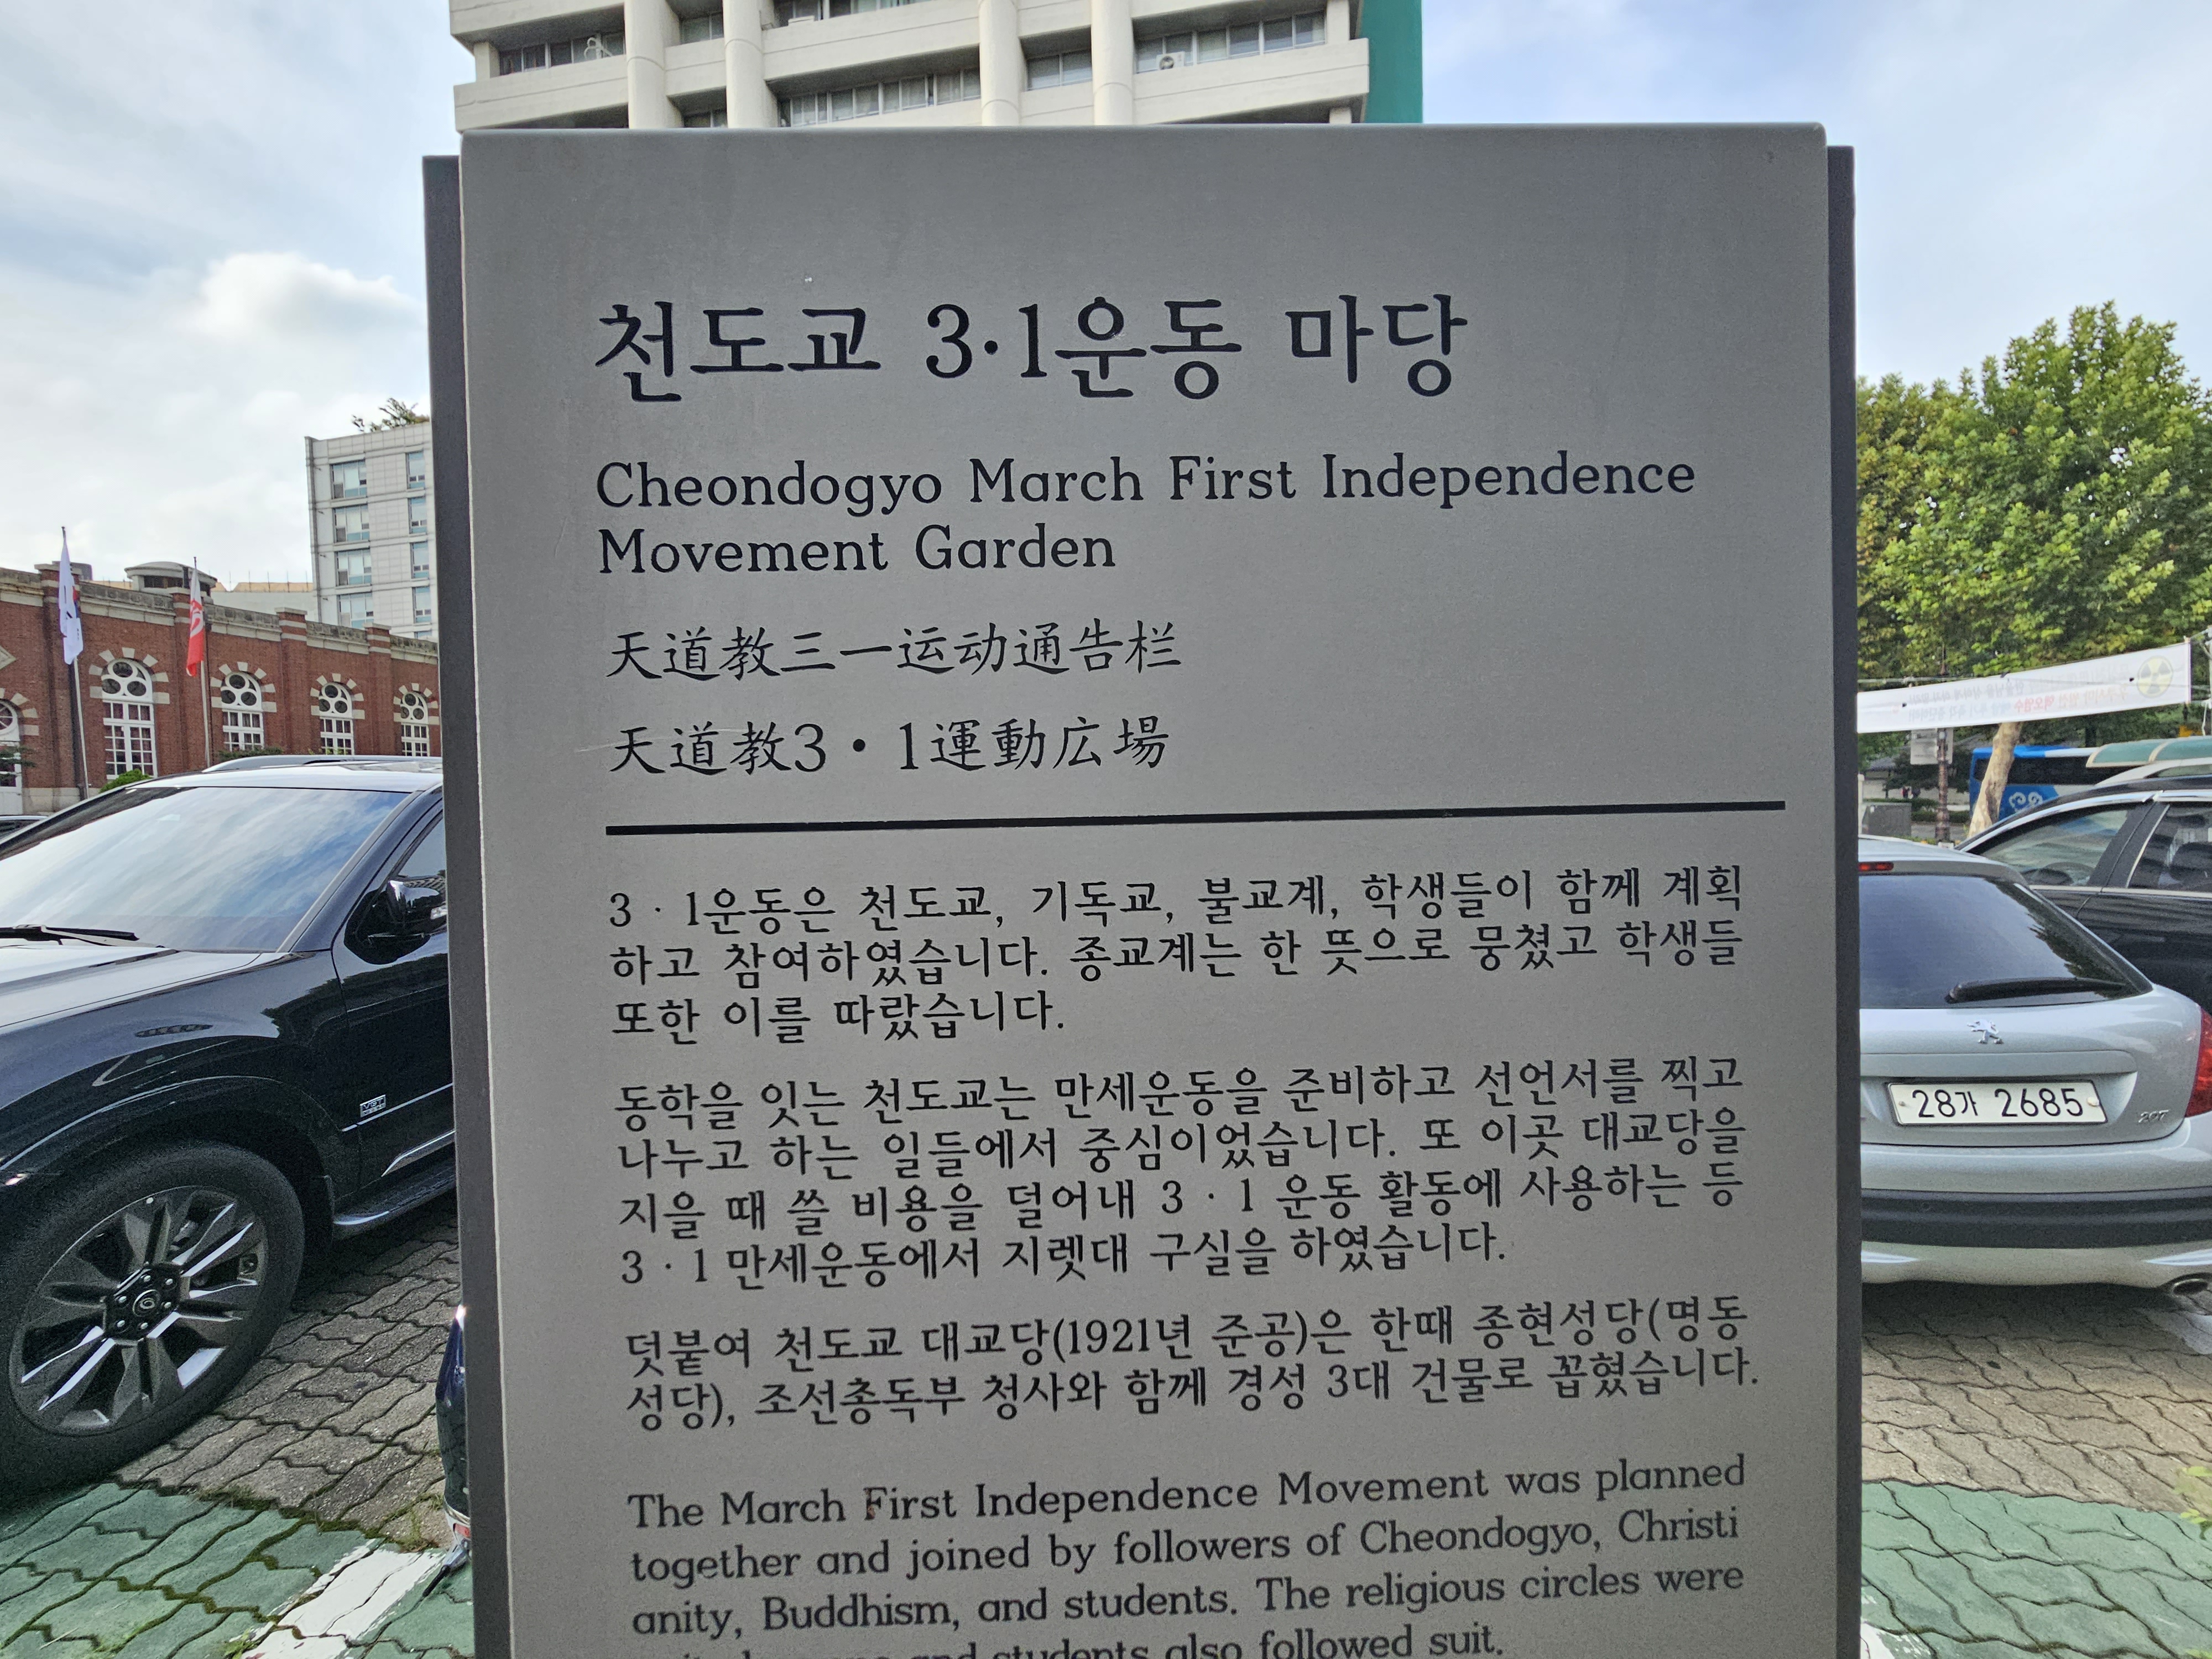 천도교 3·1운동 마당
Cheondogyo March First Independence
Movement Garden
天道教三一运动通告栏
天道教3・1運動広場
3 · 1운동은 천도교, 기독교, 불교계, 학생들이 함께 계획
하고 참여하였습니다. 종교계는 한 뜻으로 뭉쳤고 학생들
또한 이를 따랐습니다.
동학을 잇는 천도교는 만세운동을 준비하고 선언서를 찍고
나누고 하는 일들에서 중심이었습니다. 또 이곳 대교당을
지을 때 쓸 비용을 덜어내 3 · 1 운동 활동에 사용하는 등
3 · 1 만세운동에서 지렛대 구실을 하였습니다.
덧붙여 천도교 대교당(1921년 준공)은 한때 종현성당(명동
성당), 조선총독부 청사와 함께 경성 3대 건물로 꼽혔습니다.
The March First Independence Movement was planned
together and joined by followers of Cheondogyo, Christi
anity, Buddhism, and students. The religious circles were
and students also followed suit.
28가 2685
207